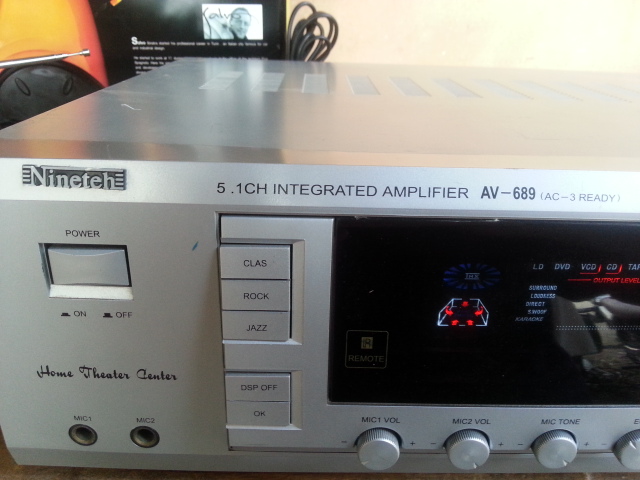 Nineteh
5.1CH INTEGRATED AMPLIFIER AV-689 (AC-3 READY)
POWER
ON OFF
CLAS
ROCK
JAZZ
DSP OFF
OK
Home Theater Center
MIC1 MIC2
REMOTE
LD DVD VCD CD
OUTPUT LEVEL
SURROUND
LOUDNESS
DIRECT
S.WOOF
KARAOKE
MIC1 VOL MIC2 VOL MIC TONE
- + - + - +